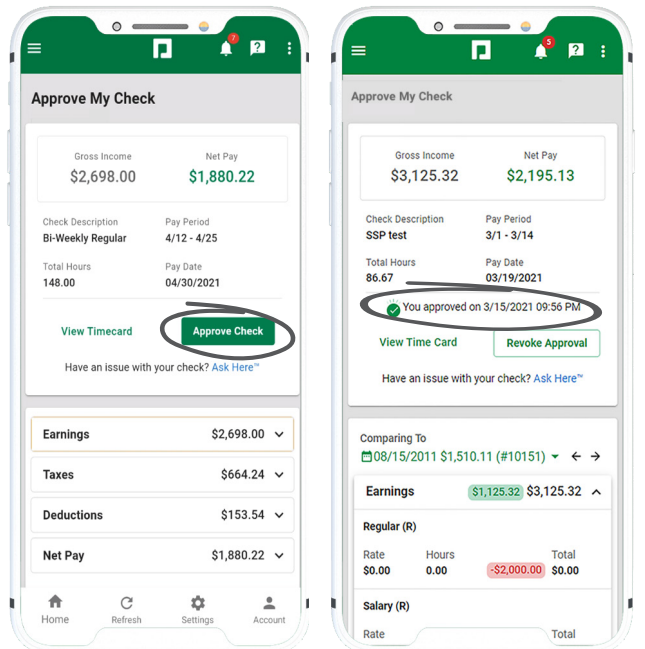 7
?
Approve My Check
Gross Income Net Pay
$2,698.00 $1,880.22
Check Description Pay Period
Bi-Weekly Regular 4/12 - 4/25
Total Hours Pay Date
148.00 04/30/2021
View Timecard Approve Check
Have an issue with your check? Ask Here™
Earnings $2,698.00
Taxes $664.24
Deductions $153.54
Net Pay $1,880.22
Home Refresh Settings Account
5
?
Approve My Check
Gross Income Net Pay
$3,125.32 $2,195.13
Check Description Pay Period
SSP test 3/1 - 3/14
Total Hours Pay Date
86.67 03/19/2021
You approved on 3/15/2021 09:56 PM
View Time Card Revoke Approval
Have an issue with your check? Ask Here™
Comparing To
08/15/2011 $1,510.11 (#10151)
Earnings $1,125.32 $3,125.32
Regular (R)
Rate Hours Total
$0.00 0.00 -$2,000.00 $0.00
Salary (R)
Rate Total